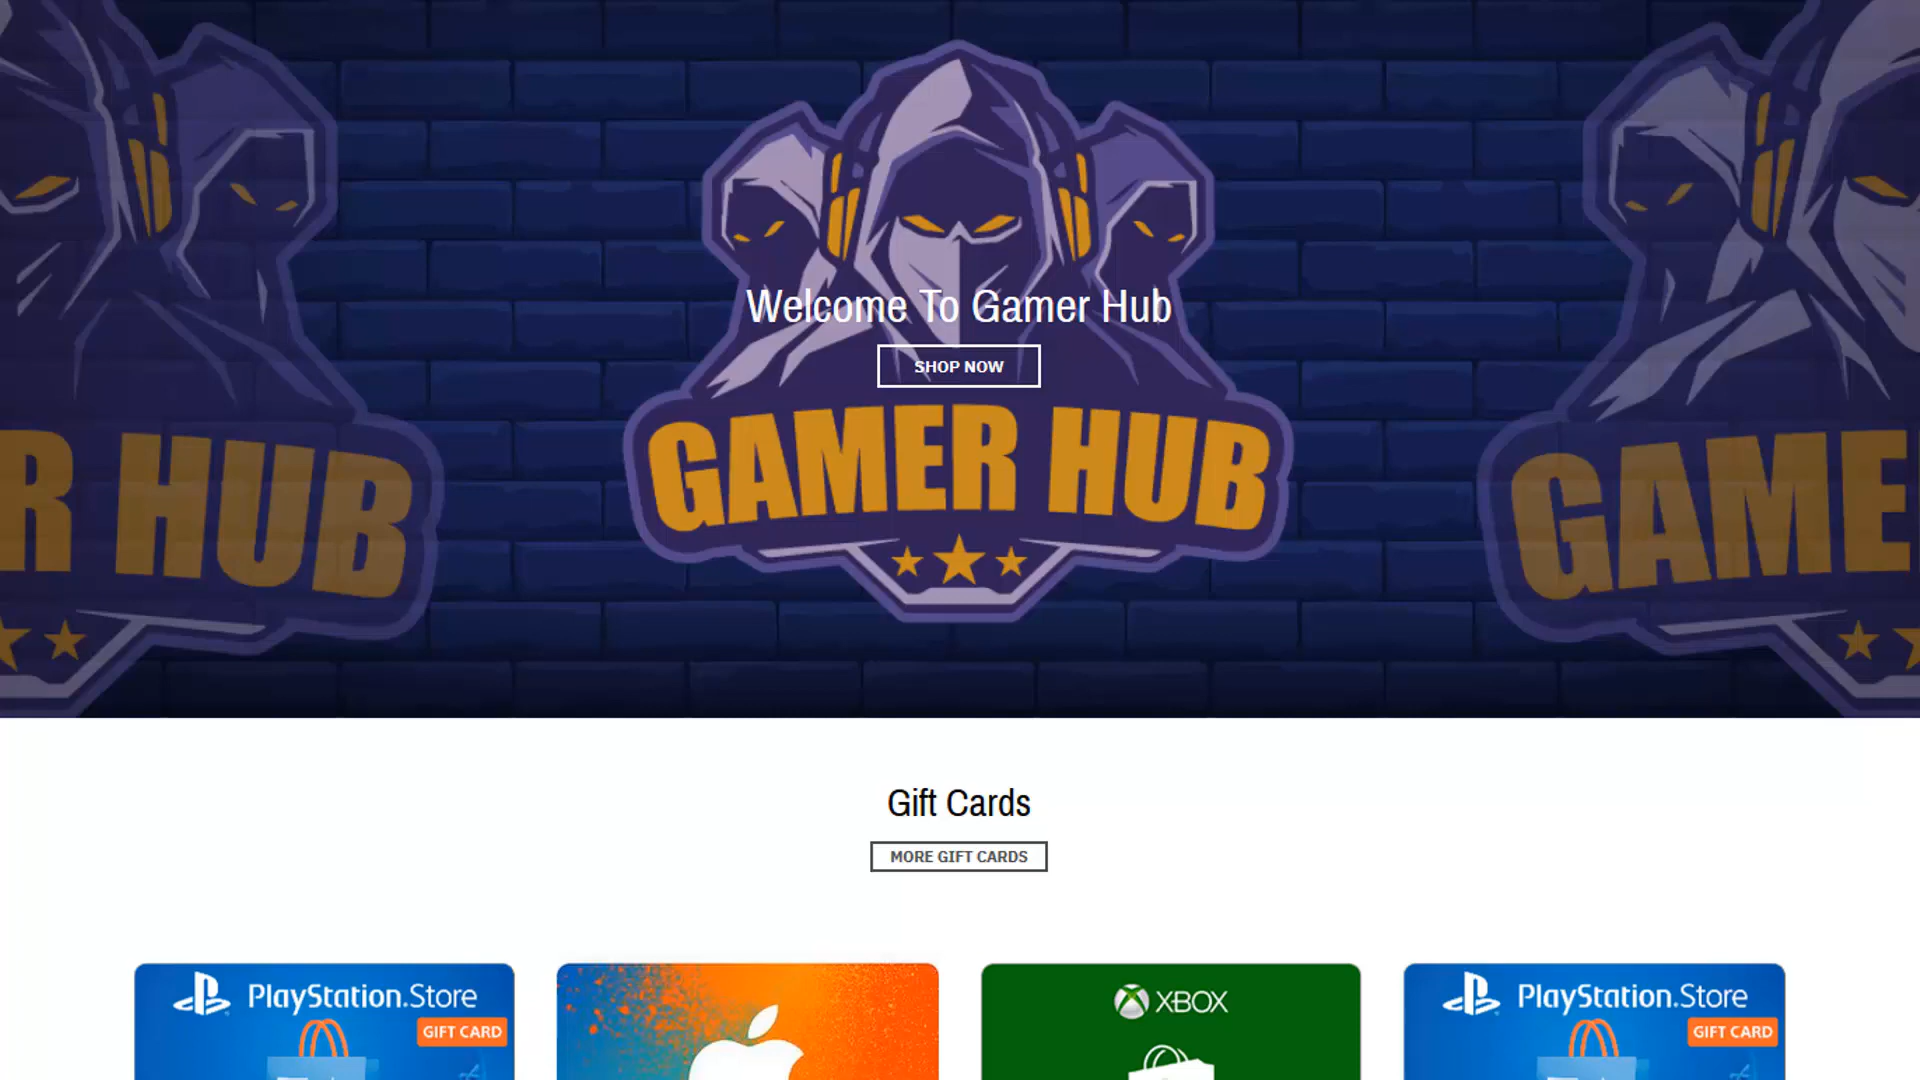 Welcome To Gamer Hub
SHOP NOW
GAMER HUB
R HUB
GAME
Gift Cards
MORE GIFT CARDS
PlayStation.Store
GIFT CARD
XBOX
PlayStation.Store
GIFT CARD